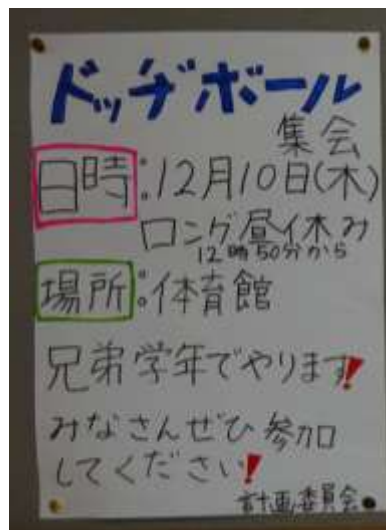 ドッヂボール
集会
日時:12月10日(木)
ロング昼休み
12時50分から
場所:体育館
兄弟学年でやります!
みなさんぜひ参加
してください!
計画委員会